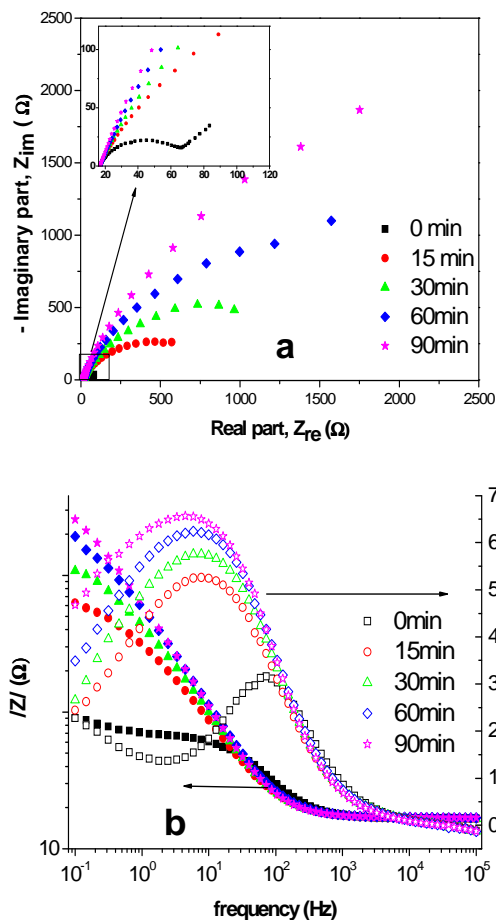 2500
2000
1500
1000
500
0
- Imaginary part, Zim ( Ω )
100
50
0
20 40 60 80 100 120
0 min
15 min
30min
60min
90min
a
0 500 1000 1500 2000 2500
Real part, Zre (Ω)
b
/Z/ (Ω)
10
7
6
5
4
3
2
1
0
0min
15min
30min
60min
90min
10-1 100 101 102 103 104 105
frequency (Hz)